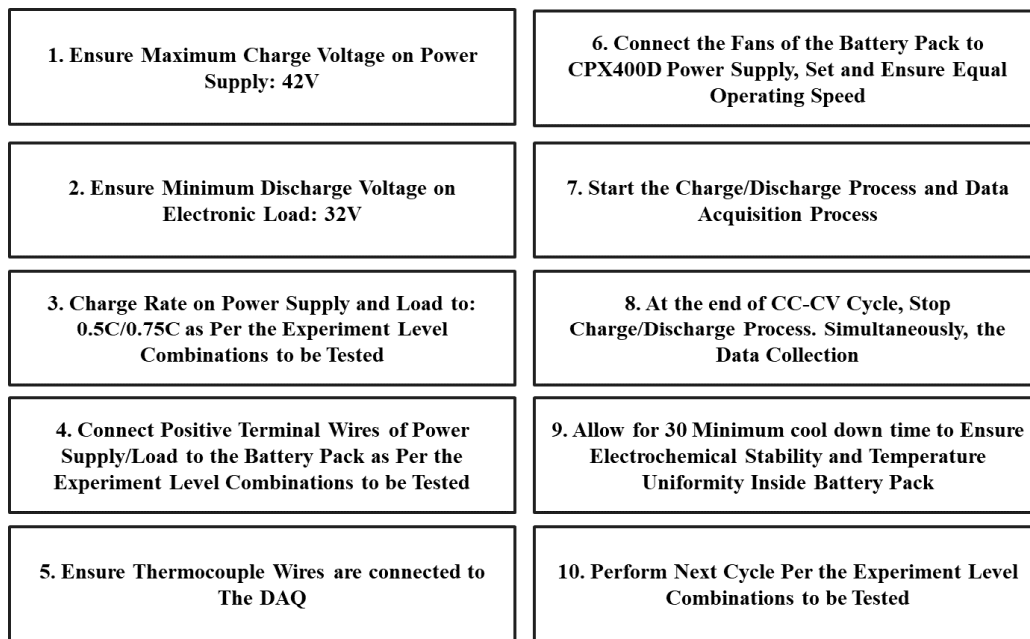 1. Ensure Maximum Charge Voltage on Power
Supply: 42V
2. Ensure Minimum Discharge Voltage on
Electronic Load: 32V
3. Charge Rate on Power Supply and Load to:
0.5C/0.75C as Per the Experiment Level
Combinations to be Tested
4. Connect Positive Terminal Wires of Power
Supply/Load to the Battery Pack as Per the
Experiment Level Combinations to be Tested
5. Ensure Thermocouple Wires are connected to
The DAQ
6. Connect the Fans of the Battery Pack to
CPX400D Power Supply, Set and Ensure Equal
Operating Speed
7. Start the Charge/Discharge Process and Data
Acquisition Process
8. At the end of CC-CV Cycle, Stop
Charge/Discharge Process. Simultaneously, the
Data Collection
9. Allow for 30 Minimum cool down time to Ensure
Electrochemical Stability and Temperature
Uniformity Inside Battery Pack
10. Perform Next Cycle Per the Experiment Level
Combinations to be Tested